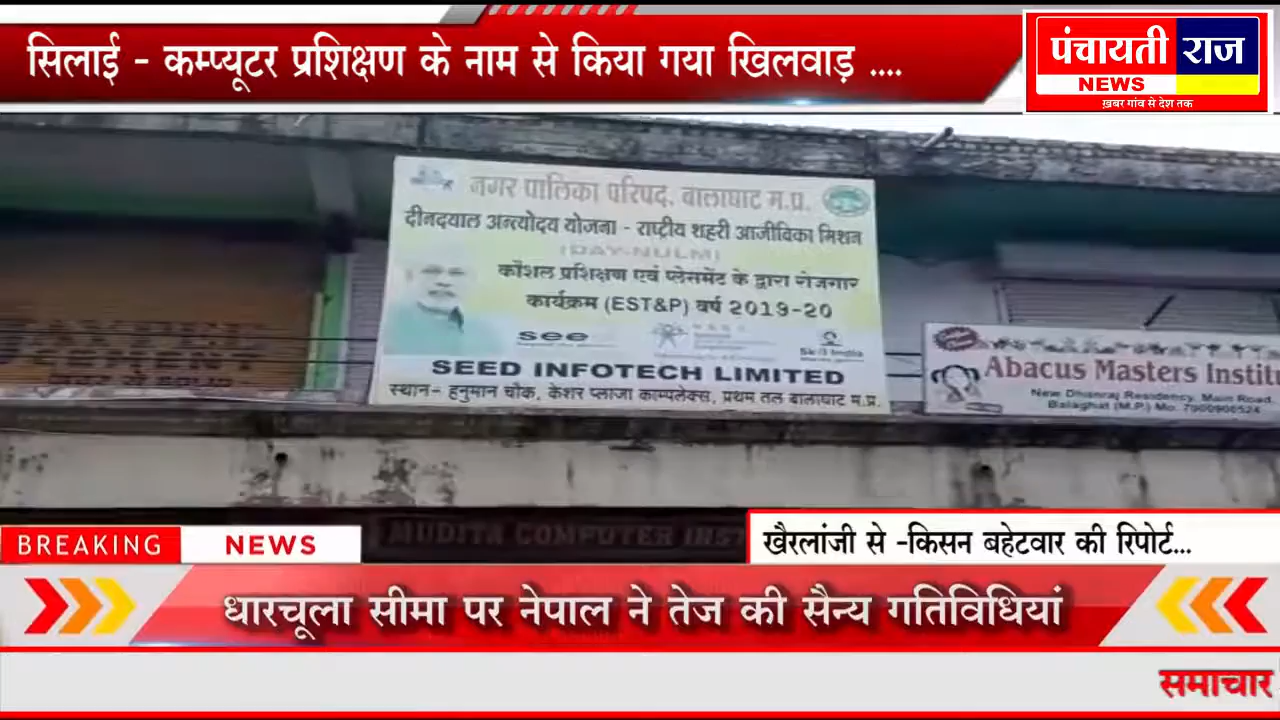 सिलाई - कम्प्यूटर प्रशिक्षण के नाम से किया गया खिलवाड़ ....
पंचायती राज
NEWS
ख़बर गांव से देश तक
नगर पालिका परिषद, बालाघाट म.प्र.
दीनदयाल अन्त्योदय योजना - राष्ट्रीय शहरी आजीविका मिशन
(DAY-NULM)
कौशल प्रशिक्षण एवं प्लेसमेंट के द्वारा रोजगार
कार्यक्रम (EST&P) वर्ष 2019-20
see
Skill India
SEED INFOTECH LIMITED
स्थान- हनुमान चौक, केशर प्लाजा काम्पलेक्स, प्रथम तल बालाघाट म.प्र.
Abacus Masters Institu
New Dhanraj Residency, Main Road,
Balaghat (M.P.) Mo. 7900906524
MUDITA COMPUTER INST
BREAKING NEWS
खैरलांजी से -किसन बहेटवार की रिपोर्ट...
धारचूला सीमा पर नेपाल ने तेज की सैन्य गतिविधियां
समाचार